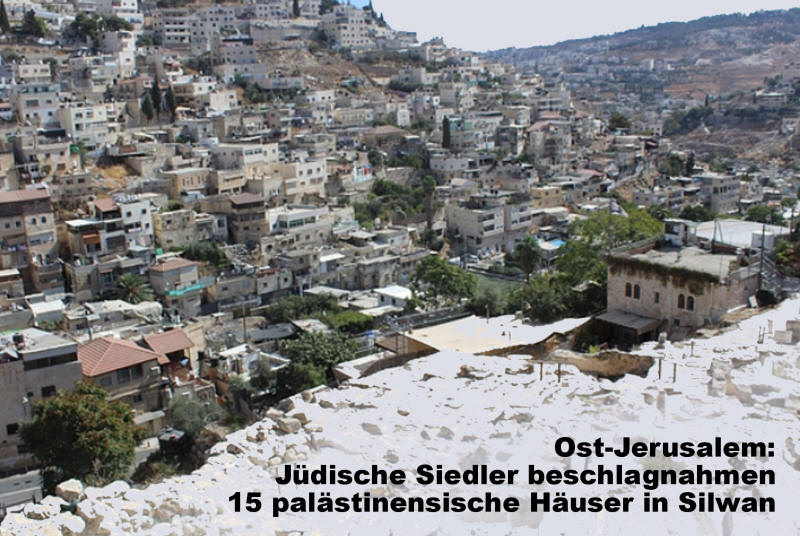 Ost-Jerusalem:
Jüdische Siedler beschlagnahmen
15 palästinensische Häuser in Silwan